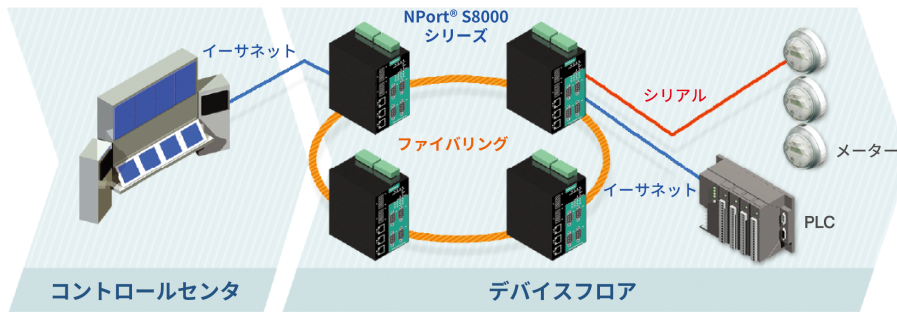 NPort® S8000
シリーズ
イーサネット
シリアル
ファイバリング
メーター
イーサネット
PLC
コントロールセンタ
デバイスフロア